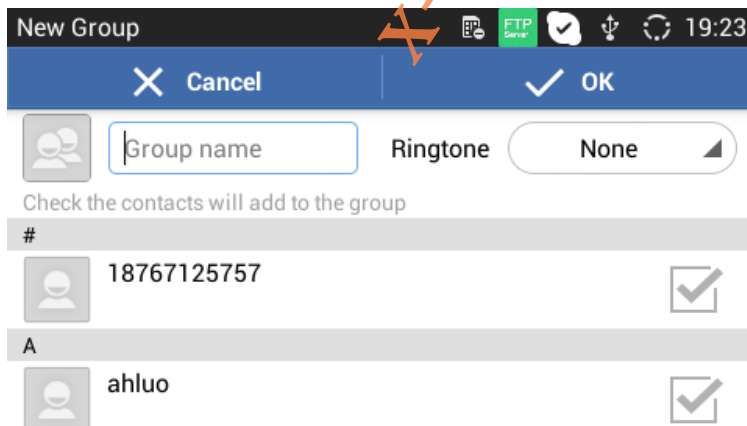 New Group
FTP
Server
19:23
Cancel
OK
Group name
Ringtone
None
Check the contacts will add to the group
#
18767125757
A
ahluo